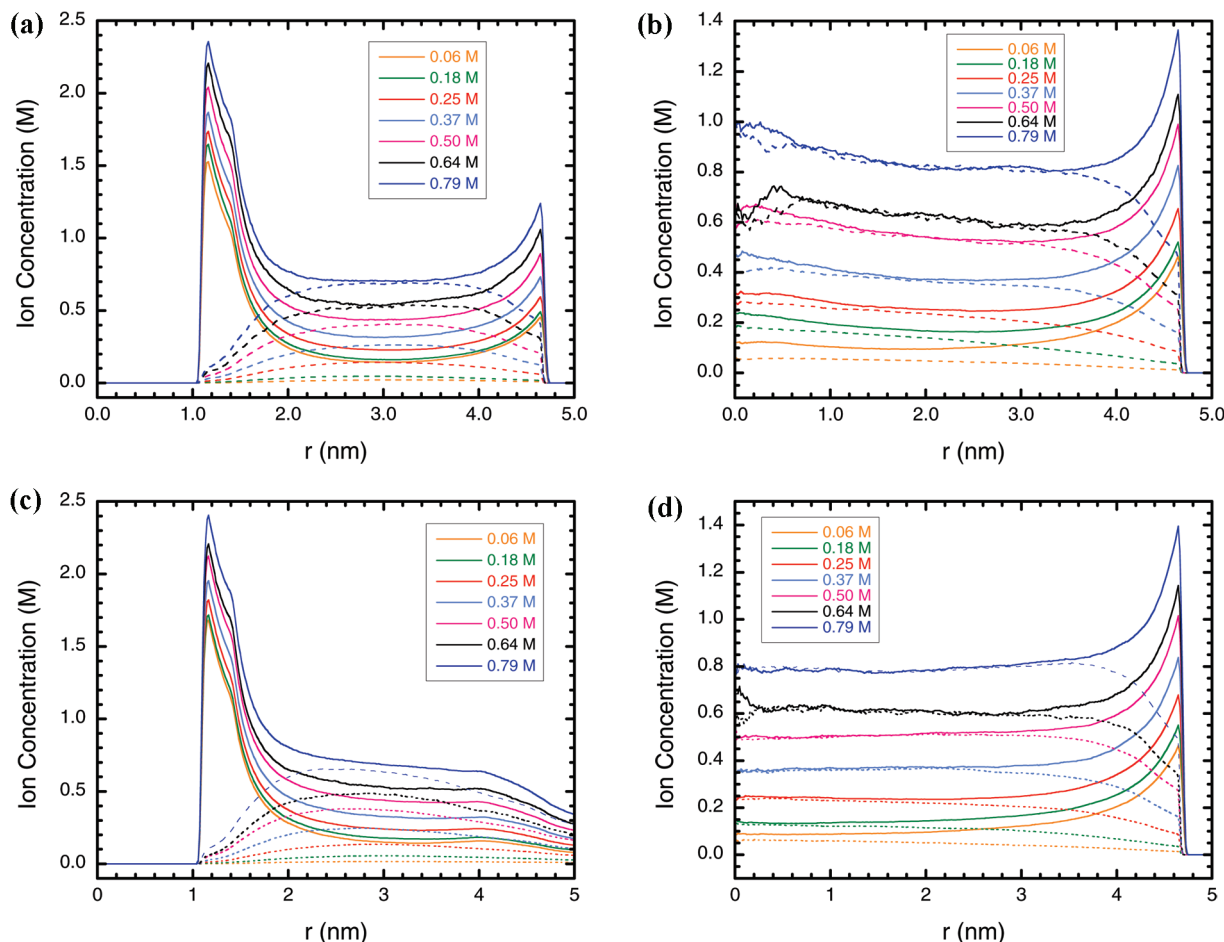 (a)
Ion Concentration (M)
2.5
2.0
1.5
1.0
0.5
0.0
0.06 M
0.18 M
0.25 M
0.37 M
0.50 M
0.64 M
0.79 M
0.0 1.0 2.0 3.0 4.0 5.0
r (nm)
(b)
Ion Concentration (M)
1.4
1.2
1.0
0.8
0.6
0.4
0.2
0.0
0.06 M
0.18 M
0.25 M
0.37 M
0.50 M
0.64 M
0.79 M
0.0 1.0 2.0 3.0 4.0 5.0
r (nm)
(c)
Ion Concentration (M)
2.5
2.0
1.5
1.0
0.5
0.0
0.06 M
0.18 M
0.25 M
0.37 M
0.50 M
0.64 M
0.79 M
0 1 2 3 4 5
r (nm)
(d)
Ion Concentration (M)
1.4
1.2
1.0
0.8
0.6
0.4
0.2
0.0
0.06 M
0.18 M
0.25 M
0.37 M
0.50 M
0.64 M
0.79 M
0 1 2 3 4 5
r (nm)